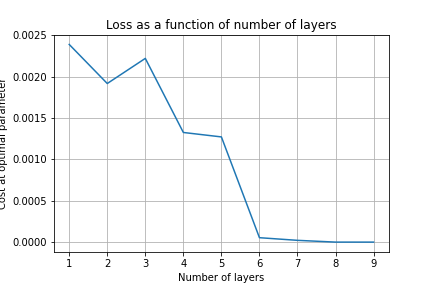 Loss as a function of number of layers
0.0025
0.0020
0.0015
0.0010
0.0005
0.0000
Cost at optimal parameter
1 2 3 4 5 6 7 8 9
Number of layers